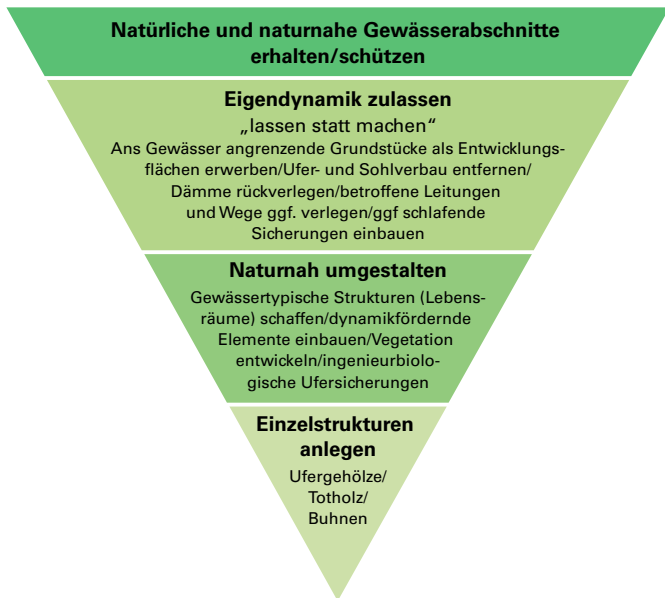 Natürliche und naturnahe Gewässerabschnitte
erhalten/schützen
Eigendynamik zulassen
„lassen statt machen“
Ans Gewässer angrenzende Grundstücke als Entwicklungs-
flächen erwerben/Ufer- und Sohlverbau entfernen/
Dämme rückverlegen/betroffene Leitungen
und Wege ggf. verlegen/ggf schlafende
Sicherungen einbauen
Naturnah umgestalten
Gewässertypische Strukturen (Lebens-
räume) schaffen/dynamikfördernde
Elemente einbauen/Vegetation
entwickeln/ingenieurbiolo-
gische Ufersicherungen
Einzelstrukturen
anlegen
Ufergehölze/
Totholz/
Buhnen